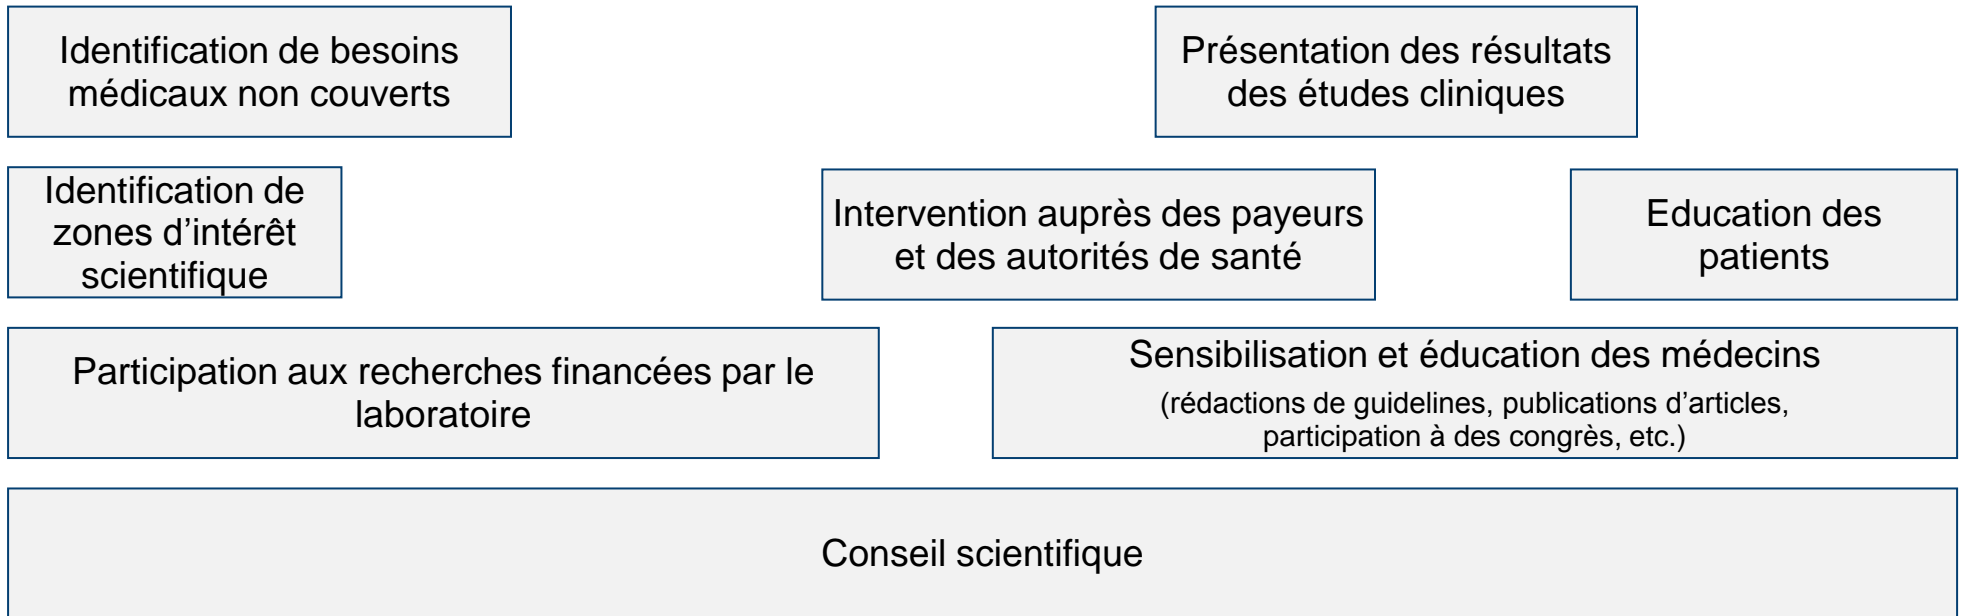 Identification de besoins
médicaux non couverts
Présentation des résultats
des études cliniques
Identification de
zones d’intérêt
scientifique
Intervention auprès des payeurs
et des autorités de santé
Education des
patients
Participation aux recherches financées par le
laboratoire
Sensibilisation et éducation des médecins
(rédactions de guidelines, publications d’articles,
participation à des congrès, etc.)
Conseil scientifique